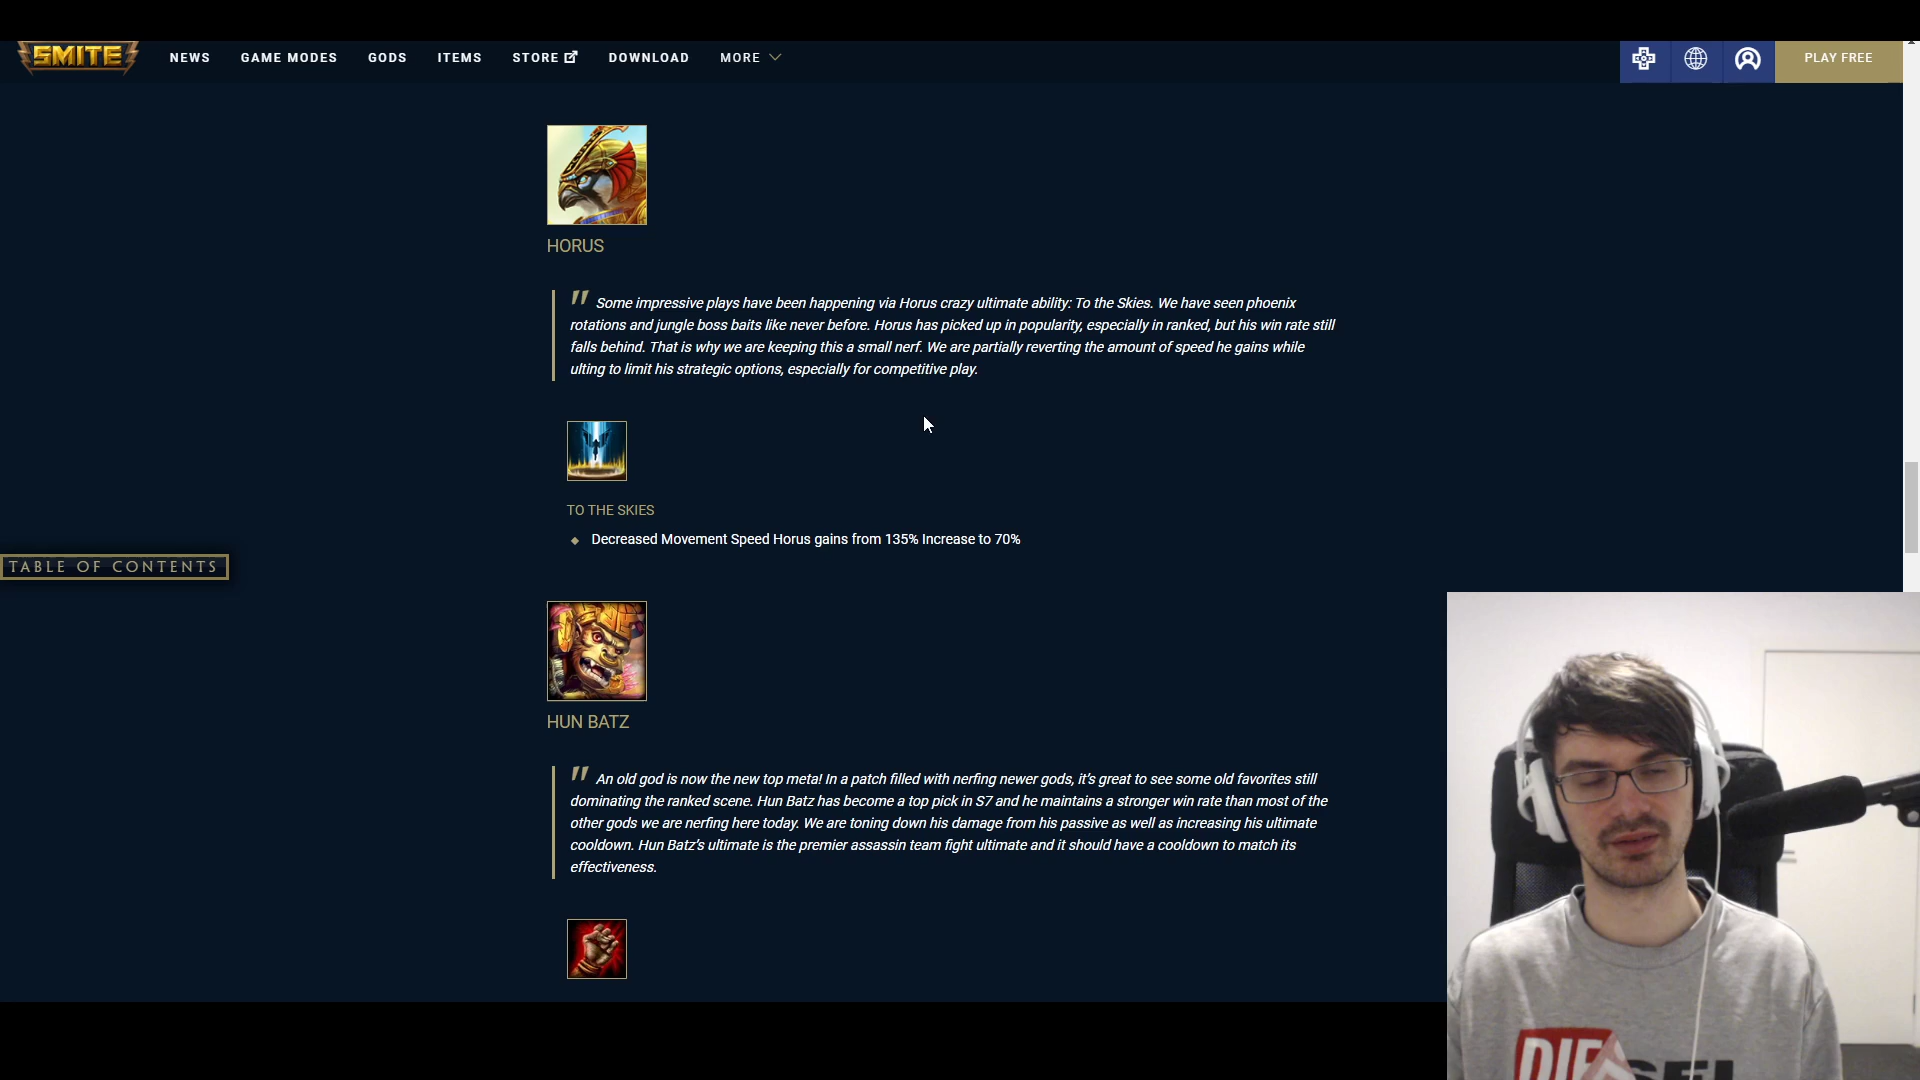 SMITE NEWS GAME MODES GODS ITEMS STORE DOWNLOAD MORE PLAY FREE
HORUS
" Some impressive plays have been happening via Horus crazy ultimate ability: To the Skies. We have seen phoenix
rotations and jungle boss baits like never before. Horus has picked up in popularity, especially in ranked, but his win rate still
falls behind. That is why we are keeping this a small nerf. We are partially reverting the amount of speed he gains while
ulting to limit his strategic options, especially for competitive play.
TO THE SKIES
Decreased Movement Speed Horus gains from 135% Increase to 70%
TABLE OF CONTENTS
HUN BATZ
" An old god is now the new top meta! In a patch filled with nerfing newer gods, it's great to see some old favorites still
dominating the ranked scene. Hun Batz has become a top pick in S7 and he maintains a stronger win rate than most of the
other gods we are nerfing here today. We are toning down his damage from his passive as well as increasing his ultimate
cooldown. Hun Batz's ultimate is the premier assassin team fight ultimate and it should have a cooldown to match its
effectiveness.